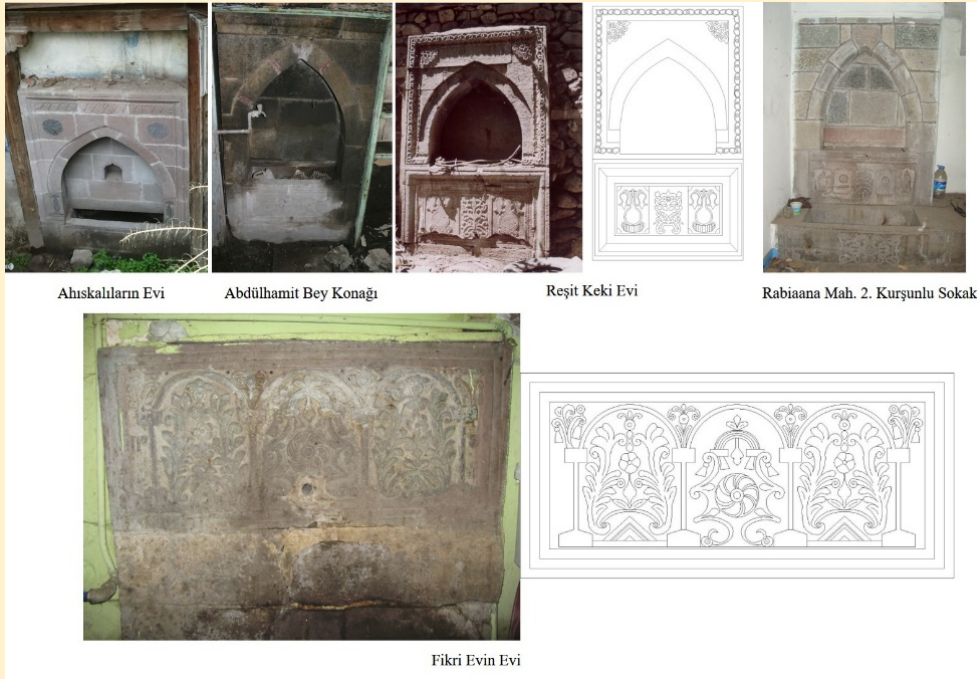 Ahıskalıların Evi
Abdülhamit Bey Konağı
Reşit Keki Evi
Rabiaana Mah. 2. Kurşunlu Sokak
Fikri Evin Evi